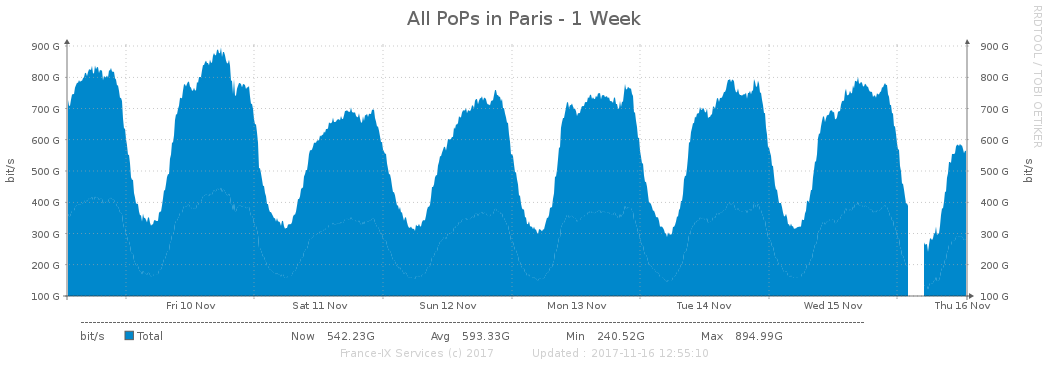 All PoPs in Paris - 1 Week
RRDTOOL / TOBI OETIKER
900 G 900 G
800 G 800 G
700 G 700 G
600 G 600 G
500 G 500 G
400 G 400 G
300 G 300 G
200 G 200 G
100 G 100 G
bit/s bit/s
Fri 10 Nov Sat 11 Nov Sun 12 Nov Mon 13 Nov Tue 14 Nov Wed 15 Nov Thu 16 Nov
bit/s Total Now 542.23G Avg 593.33G Min 240.52G Max 894.99G
France-IX Services (c) 2017 Updated : 2017-11-16 12:55:10